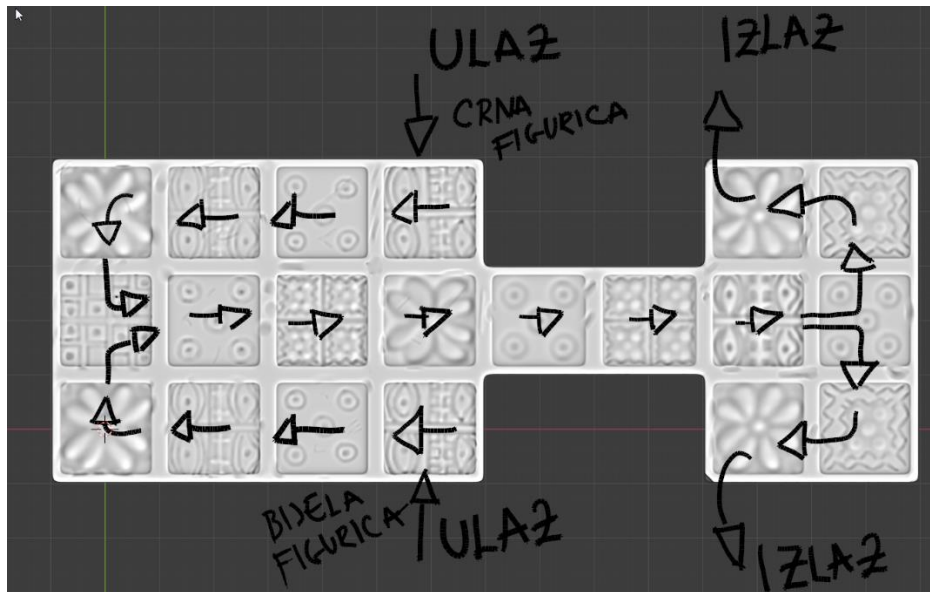 ULAZ
IZLAZ
CRNA
FIGURICA
BIJELA
FIGURICA
ULAZ
IZLAZ